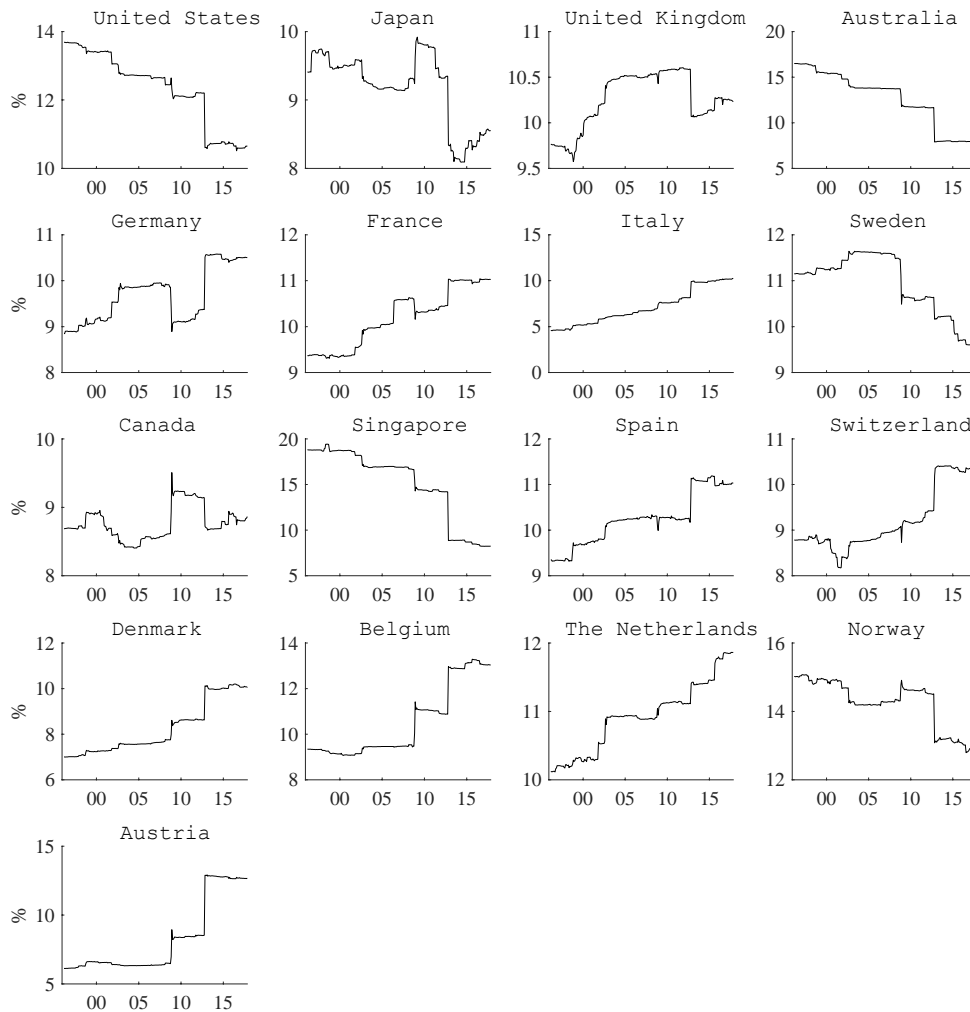 United States Japan United Kingdom Australia
14 10 11 20
% 12 9 10.5 15
10 10
10 8 9.5 5
00 05 10 15 00 05 10 15 00 05 10 15 00 05 10 15
Germany France Italy Sweden
11 12 15 12
% 10 11 10 11
9 10 5 10
8 9 0 9
00 05 10 15 00 05 10 15 00 05 10 15 00 05 10 15
Canada Singapore Spain Switzerland
10 20 12 11
% 9 15 11 10
10 10 9
8 5 9 8
00 05 10 15 00 05 10 15 00 05 10 15 00 05 10 15
Denmark Belgium The Netherlands Norway
12 14 12 16
% 10 12 11 14
8 10
6 8 10 12
00 05 10 15 00 05 10 15 00 05 10 15 00 05 10 15
Austria
15
% 10
5
00 05 10 15